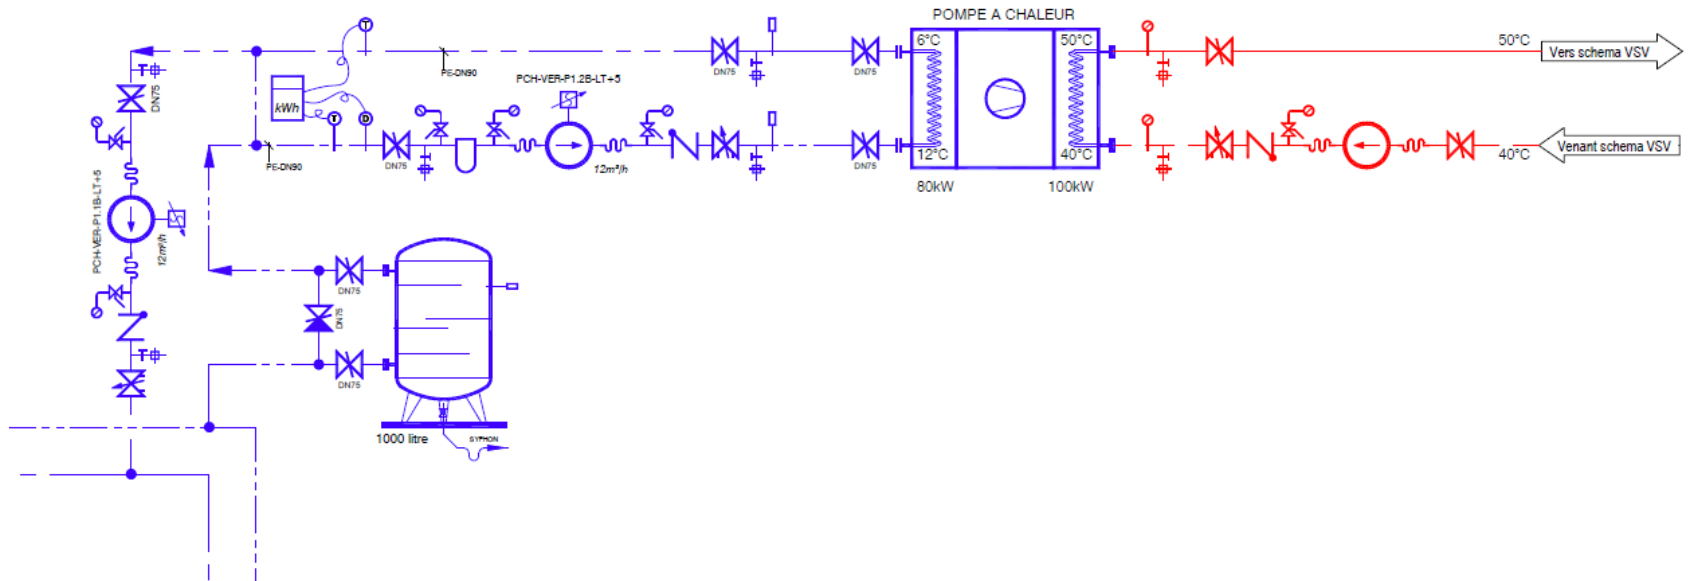 POMPE A CHALEUR
T
6°C
50°C
50°C
Vers schema VSV
PE-DN90
DN75
DN75
PCH-VER-P1.2B-LT+5
DN75
kWh
T
D
12°C
40°C
40°C
Venant schema VSV
PE-DN90
DN75
12m³/h
DN75
80kW
100kW
PCH-VER-P1.1B-LT+5
12m³/h
DN75
DN75
DN75
1000 litre
SYPHON